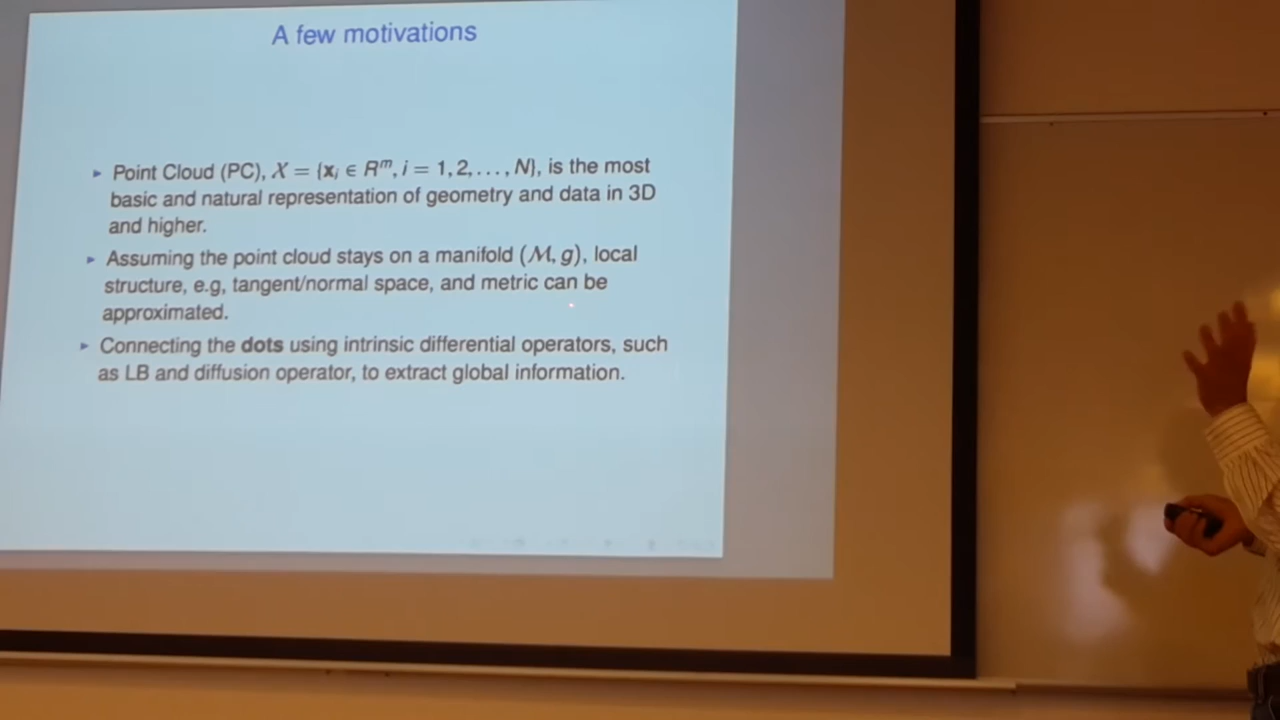 A few motivations
▸ Point Cloud (PC), X = {xᵢ ∈ Rᵐ, i = 1, 2, . . . , N}, is the most
basic and natural representation of geometry and data in 3D
and higher.
▸ Assuming the point cloud stays on a manifold (M, g), local
structure, e.g, tangent/normal space, and metric can be
approximated.
▸ Connecting the dots using intrinsic differential operators, such
as LB and diffusion operator, to extract global information.